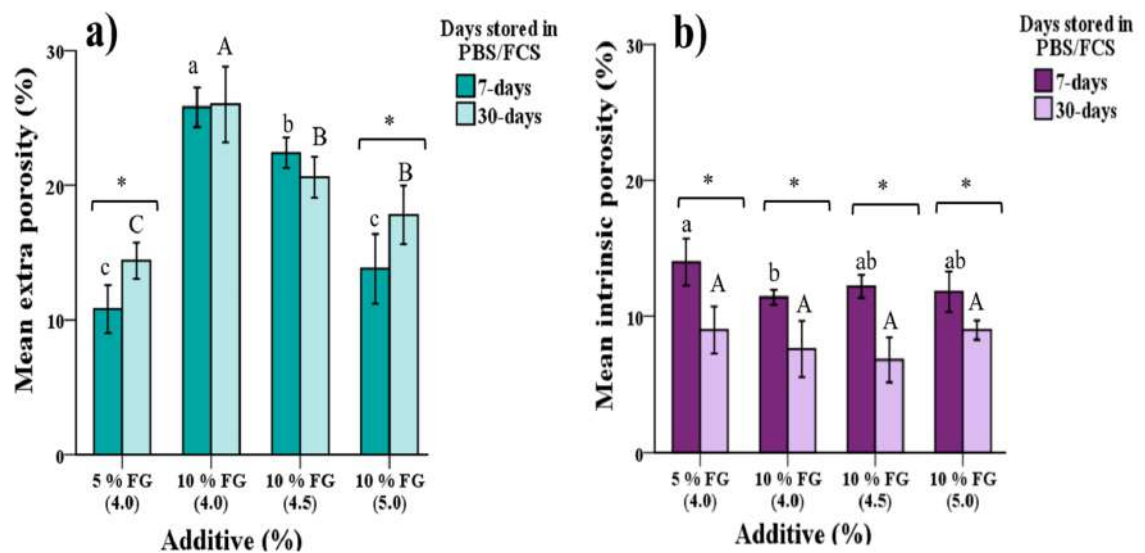 a)
Days stored in
PBS/FCS
7-days
30-days
Mean extra porosity (%)
30
20
10
0
*
c
C
a
A
b
B
*
c
B
5 % FG
(4.0)
10 % FG
(4.0)
10 % FG
(4.5)
10 % FG
(5.0)
Additive (%)
b)
Days stored in
PBS/FCS
7-days
30-days
Mean intrinsic porosity (%)
30
20
10
0
*
a
A
*
b
A
*
ab
A
*
ab
A
5 % FG
(4.0)
10 % FG
(4.0)
10 % FG
(4.5)
10 % FG
(5.0)
Additive (%)